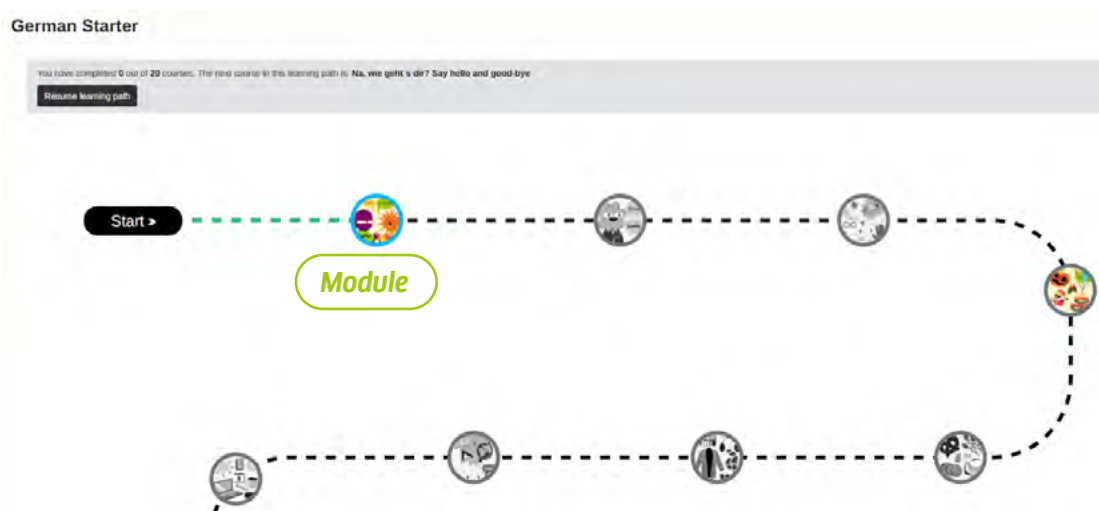 German Starter
You have completed 0 out of 20 courses. The next course in this learning path is: Na, wie geht's dir? Say hello and good-bye
Resume learning path
Start »
Module